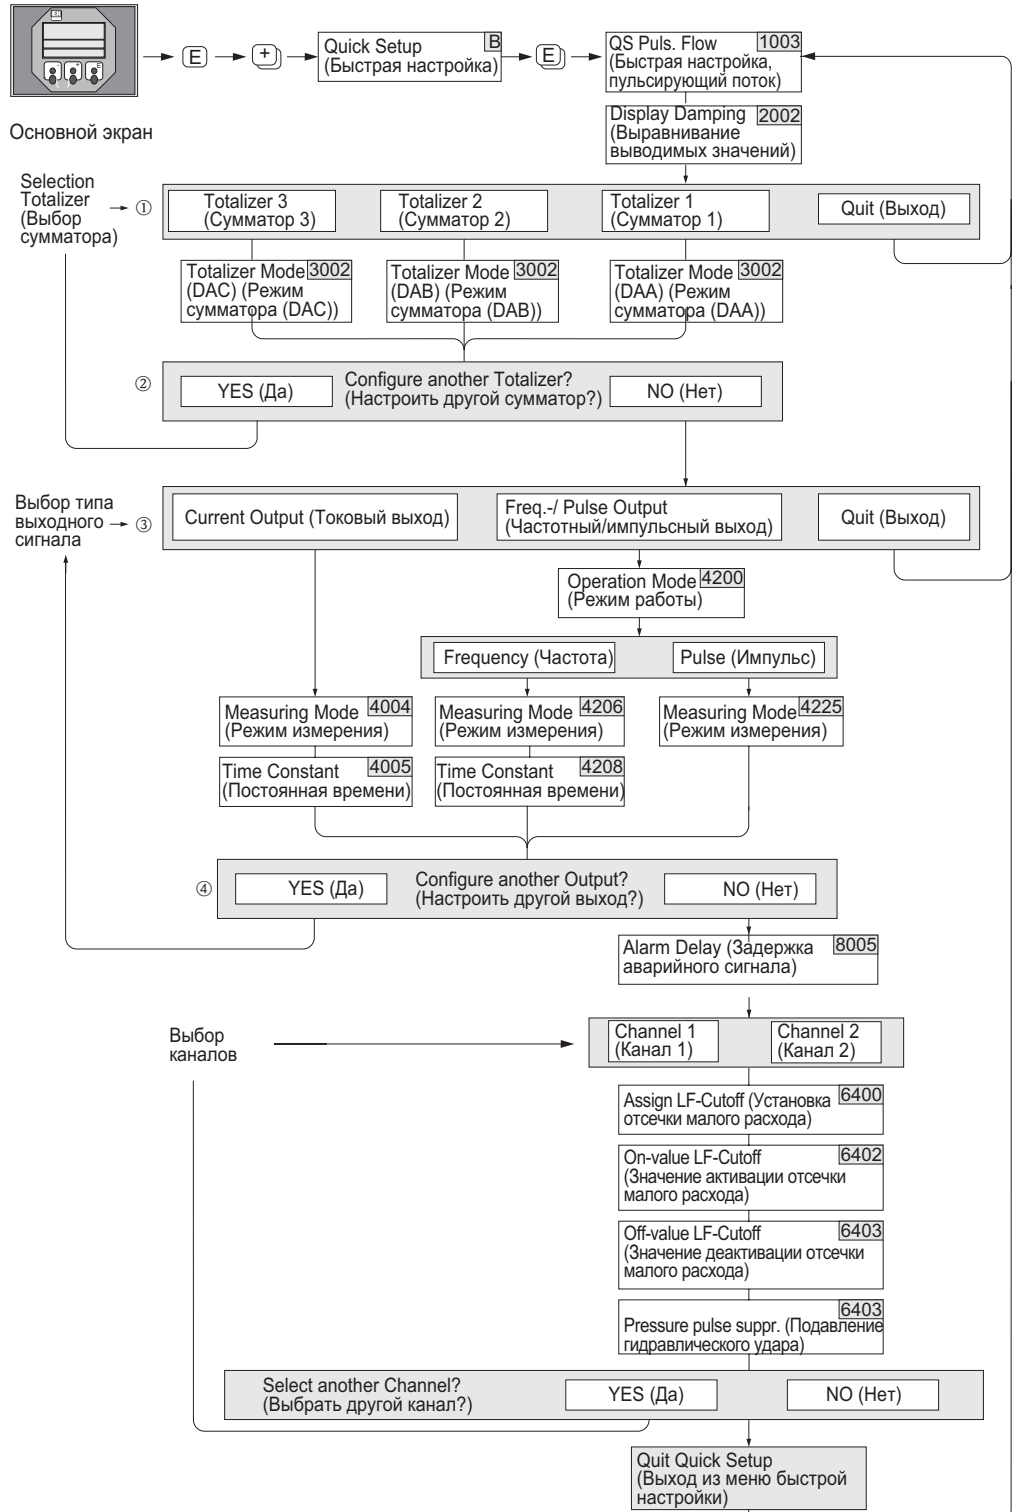 Основной экран
E
+
Quick Setup B
(Быстрая настройка)
E
QS Puls. Flow 1003
(Быстрая настройка,
пульсирующий поток)
Display Damping 2002
(Выравнивание
выводимых значений)
Selection
Totalizer
(Выбор
сумматора)
①
Totalizer 3
(Сумматор 3)
Totalizer 2
(Сумматор 2)
Totalizer 1
(Сумматор 1)
Quit (Выход)
Totalizer Mode 3002
(DAC) (Режим
сумматора (DAC))
Totalizer Mode 3002
(DAB) (Режим
сумматора (DAB))
Totalizer Mode 3002
(DAA) (Режим
сумматора (DAA))
②
YES (Да)
Configure another Totalizer?
(Настроить другой сумматор?)
NO (Нет)
Выбор типа
выходного
сигнала
③
Current Output (Токовый выход)
Freq.-/ Pulse Output
(Частотный/импульсный выход)
Quit (Выход)
Operation Mode 4200
(Режим работы)
Frequency (Частота)
Pulse (Импульс)
Measuring Mode 4004
(Режим измерения)
Measuring Mode 4206
(Режим измерения)
Measuring Mode 4225
(Режим измерения)
Time Constant 4005
(Постоянная времени)
Time Constant 4208
(Постоянная времени)
④
YES (Да)
Configure another Output?
(Настроить другой выход?)
NO (Нет)
Alarm Delay (Задержка 8005
аварийного сигнала)
Выбор
каналов
Channel 1
(Канал 1)
Channel 2
(Канал 2)
Assign LF-Cutoff (Установка 6400
отсечки малого расхода)
On-value LF-Cutoff 6402
(Значение активации отсечки
малого расхода)
Off-value LF-Cutoff 6403
(Значение деактивации отсечки
малого расхода)
6403
Pressure pulse suppr. (Подавление
гидравлического удара)
Select another Channel?
(Выбрать другой канал?)
YES (Да)
NO (Нет)
Quit Quick Setup
(Выход из меню быстрой
настройки)